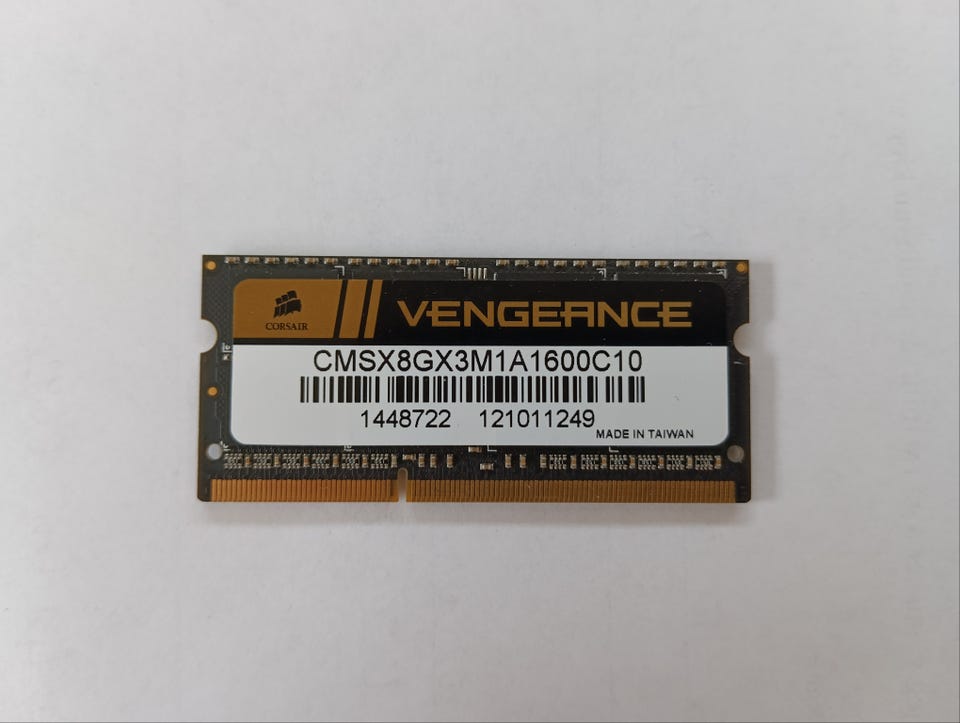 CORSAIR
VENGEANCE
CMSX8GX3M1A1600C10
1448722 121011249
MADE IN TAIWAN